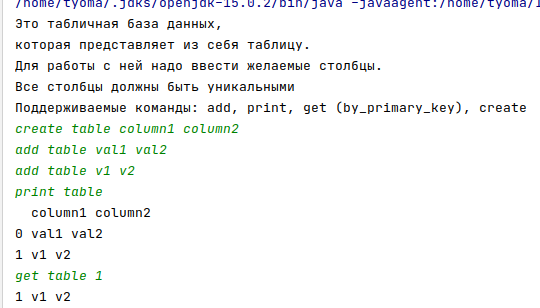 /home/tyoma/.jdks/openjdk-15.0.2/bin/java -javaagent:/home/tyoma/
Это табличная база данных,
которая представляет из себя таблицу.
Для работы с ней надо ввести желаемые столбцы.
Все столбцы должны быть уникальными
Поддерживаемые команды: add, print, get (by_primary_key), create
create table column1 column2
add table val1 val2
add table v1 v2
print table
  column1 column2
0 val1 val2
1 v1 v2
get table 1
1 v1 v2